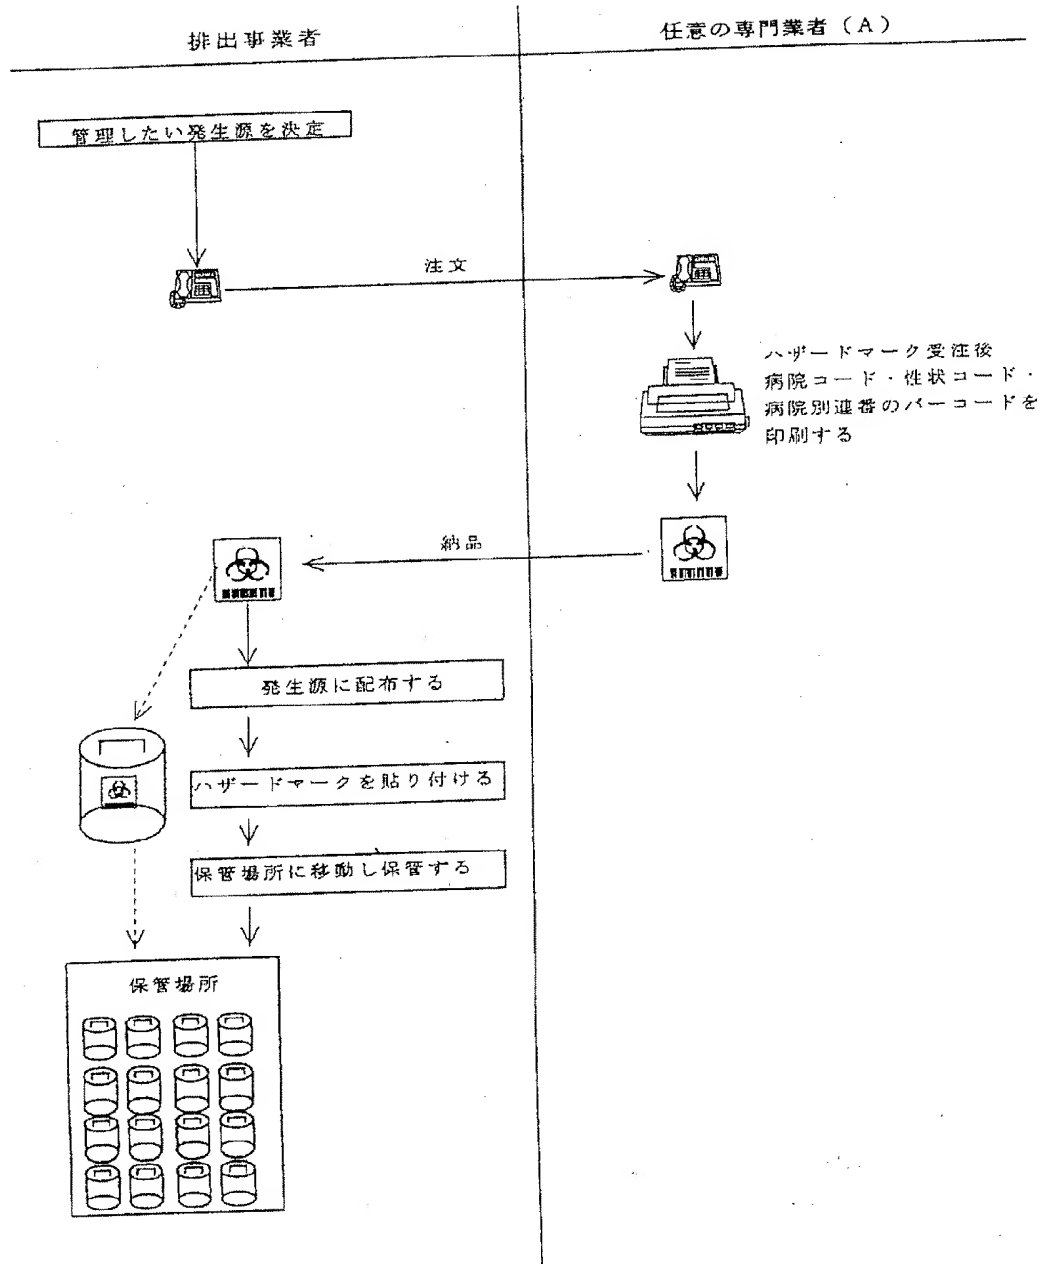 排出事業者
任意の専門業者（A）
管理したい発生源を決定
注文
ハザードマーク受注後
病院コード・性状コード・
病院別連番のバーコードを
印刷する
納品
発生源に配布する
ハザードマークを貼り付ける
保管場所に移動し保管する
保管場所